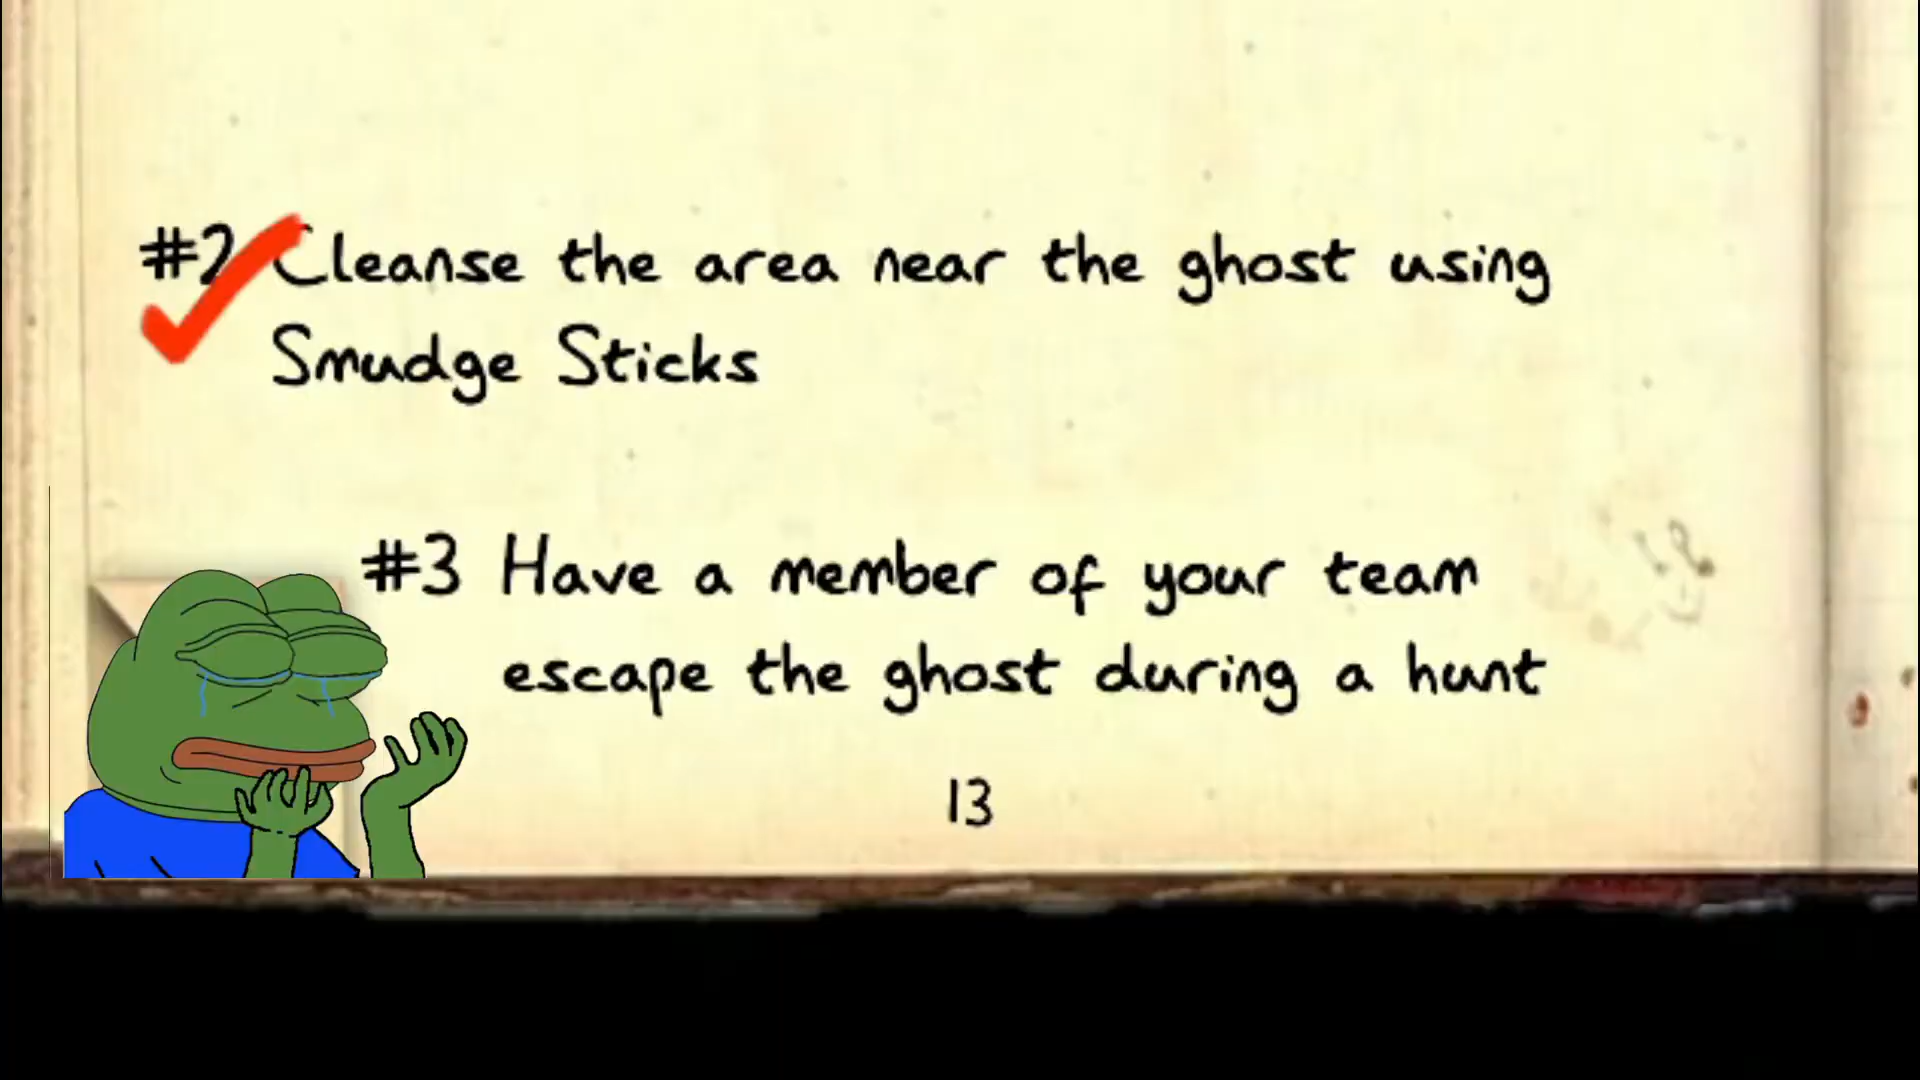 #2 Cleanse the area near the ghost using
Smudge Sticks
#3 Have a member of your team
escape the ghost during a hunt
13